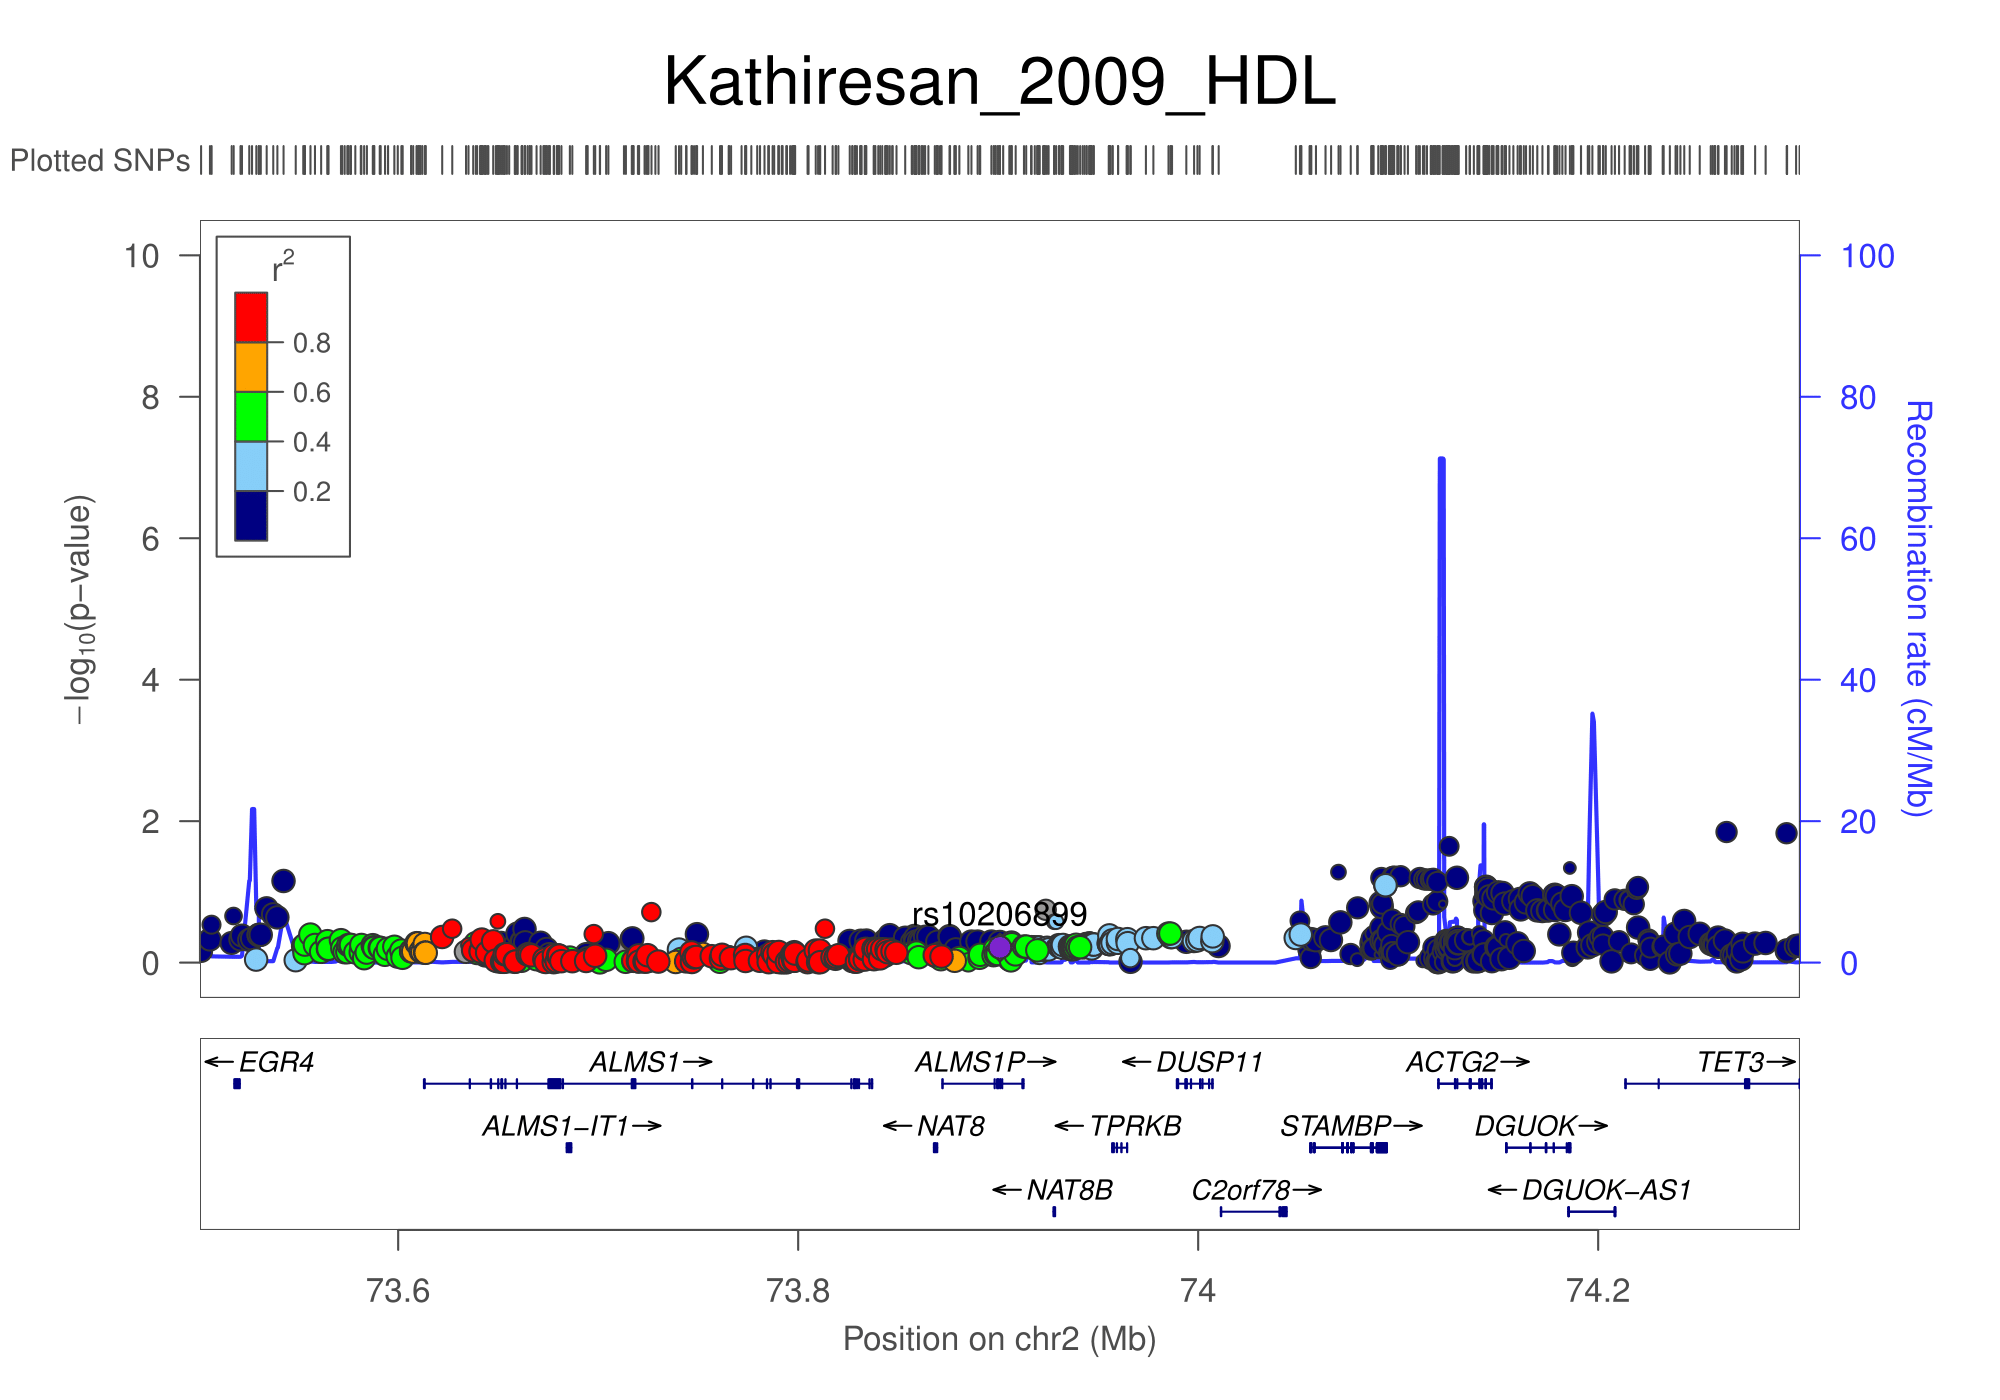 Kathiresan_2009_HDL
Plotted SNPs
10
8
6
4
2
0
−log10(p−value)
r2
0.8
0.6
0.4
0.2
rs10206899
100
80
60
40
20
0
Recombination rate (cM/Mb)
←EGR4 ALMS1→ ALMS1P→ ←DUSP11 ACTG2→ TET3→
ALMS1−IT1→ ←NAT8 ←TPRKB STAMBP→ DGUOK→
←NAT8B C2orf78→ ←DGUOK−AS1
73.6 73.8 74 74.2
Position on chr2 (Mb)